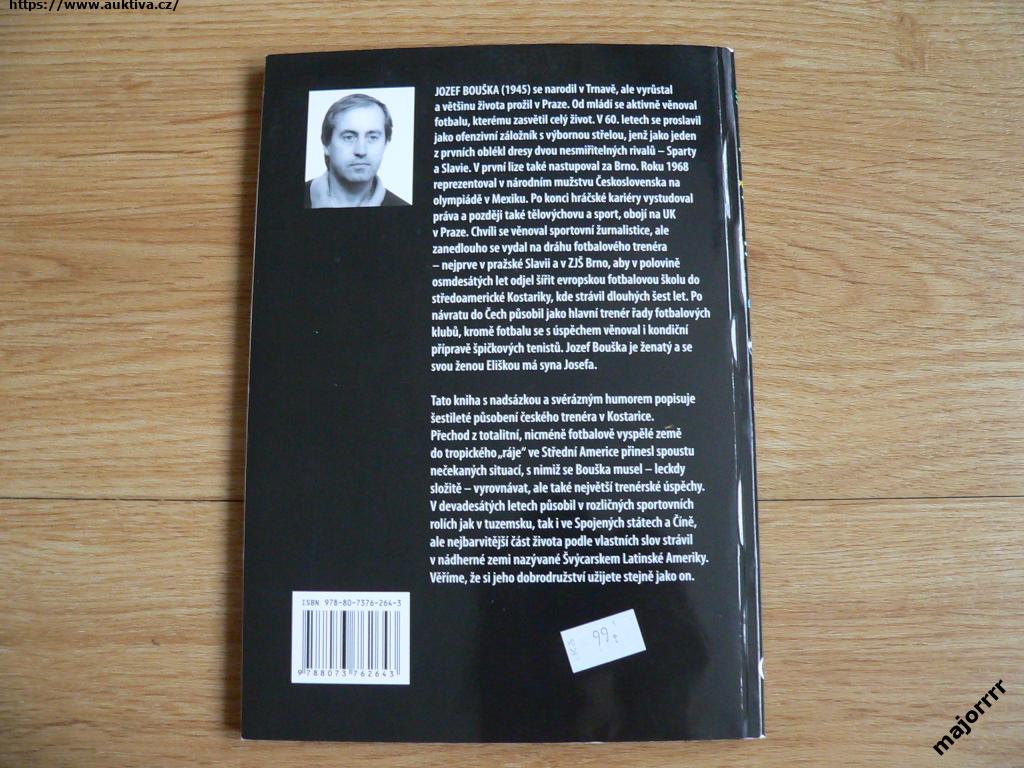 https://www.auktiva.cz/
JOZEF BOUŠKA (1945) se narodil v Trnavě, ale vyrůstal
a většinu života prožil v Praze. Od mládí se aktivně věnoval
fotbalu, kterému zasvětil celý život. V 60. letech se proslavil
jako ofenzivní záložník s výbornou střelou, jenž jako jeden
z prvních oblékl dresy dvou nesmiřitelných rivalů – Sparty
a Slavie. V první lize také nastupoval za Brno. Roku 1968
reprezentoval v národním mužstvu Československa na
olympiádě v Mexiku. Po konci hráčské kariéry vystudoval
práva a později také tělovýchovu a sport, obojí na UK
v Praze. Chvíli se věnoval sportovní žurnalistice, ale
zanedlouho se vydal na dráhu fotbalového trenéra
– nejprve v pražské Slavii a v ZJŠ Brno, aby v polovině
osmdesátých let odjel šířit evropskou fotbalovou školu do
středoamerické Kostariky, kde strávil dlouhých šest let. Po
návratu do Čech působil jako hlavní trenér řady fotbalových
klubů, kromě fotbalu se s úspěchem věnoval i kondiční
přípravě špičkových tenistů. Jozef Bouška je ženatý a se
svou ženou Eliškou má syna Josefa.
Tato kniha s nadsázkou a svérázným humorem popisuje
šestileté působení českého trenéra v Kostarice.
Přechod z totalitní, nicméně fotbalově vyspělé země
do tropického „ráje“ ve Střední Americe přinesl spoustu
nečekaných situací, s nimiž se Bouška musel – leckdy
složitě – vyrovnávat, ale také největší trenérské úspěchy.
V devadesátých letech působil v rozličných sportovních
rolích jak v tuzemsku, tak i ve Spojených státech a Číně,
ale nejbarvitější část života podle vlastních slov strávil
v nádherné zemi nazývané Švýcarskem Latinské Ameriky.
Věříme, že si jeho dobrodružství užijete stejně jako on.
ISBN 978-80-7376-264-3
9 788073 762643
99
majorrrr